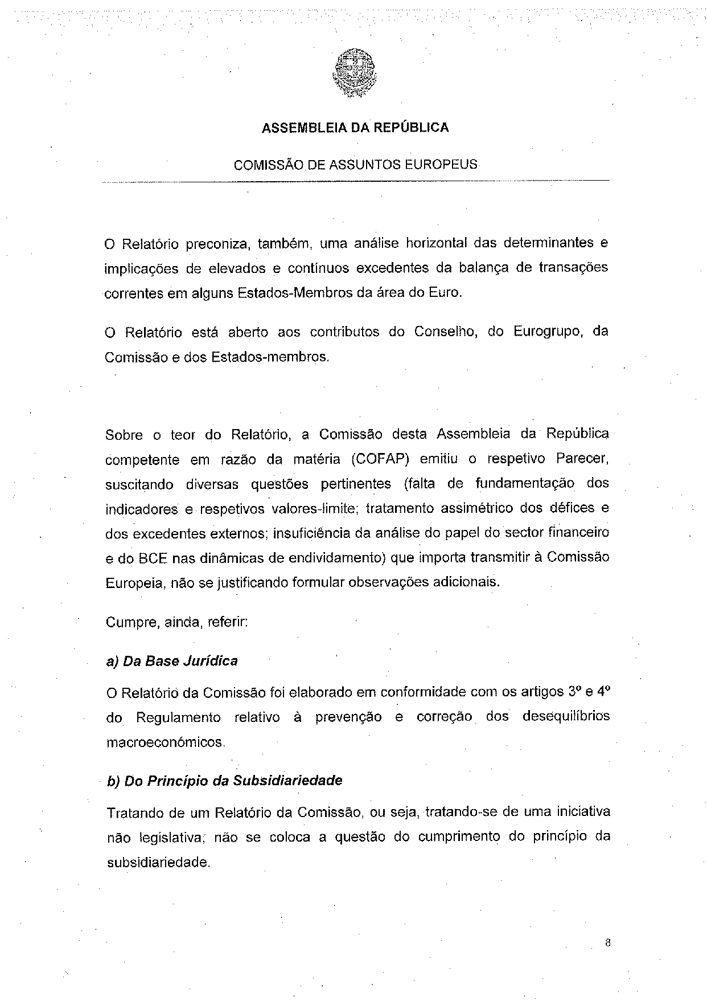 ASSEMBLEIA DA REPÚBLICA
COMISSÃO DE ASSUNTOS EUROPEUS
O Relatório preconiza, também, uma análise horizontal das determinantes e
implicações de elevados e contínuos excedentes da balança de transações
correntes em alguns Estados-Membros da área do Euro.
O Relatório está aberto aos contributos do Conselho, do Eurogrupo, da
Comissão e dos Estados-membros.
Sobre o teor do Relatório, a Comissão desta Assembleia da República
competente em razão da matéria (COFAP) emitiu o respetivo Parecer,
suscitando diversas questões pertinentes (falta de fundamentação dos
indicadores e respetivos valores-limite; tratamento assimétrico dos défices e
dos excedentes externos; insuficiência da análise do papel do sector financeiro
e do BCE nas dinâmicas de endividamento) que importa transmitir à Comissão
Europeia, não se justificando formular observações adicionais.
Cumpre, ainda, referir:
a) Da Base Jurídica
O Relatório da Comissão foi elaborado em conformidade com os artigos 3º e 4º
do Regulamento relativo à prevenção e correção dos desequilíbrios
macroeconómicos.
b) Do Princípio da Subsidiariedade
Tratando de um Relatório da Comissão, ou seja, tratando-se de uma iniciativa
não legislativa, não se coloca a questão do cumprimento do princípio da
subsidiariedade.
8